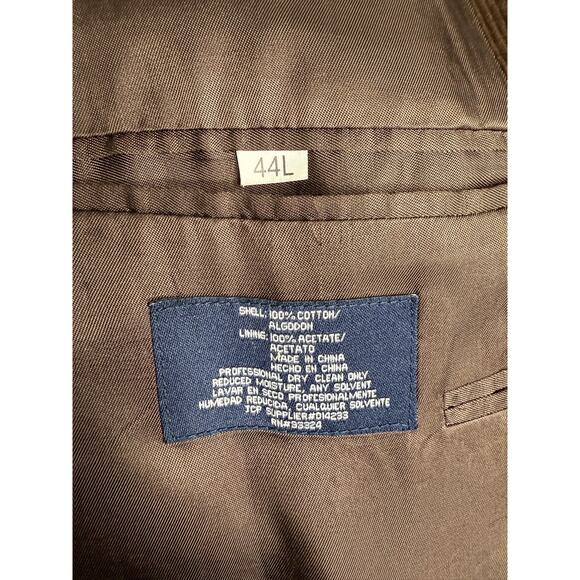 44L
SHELL: 100% COTTON/
ALGODON
LINING: 100% ACETATE/
ACETATO
MADE IN CHINA
HECHO EN CHINA
PROFESSIONAL DRY CLEAN ONLY
REDUCED MOISTURE, ANY SOLVENT
LAVAR EN SECO PROFESIONALMENTE
HUMEDAD REDUCIDA, CUALQUIER SOLVENTE
JCP SUPPLIER#014233
RN#93324